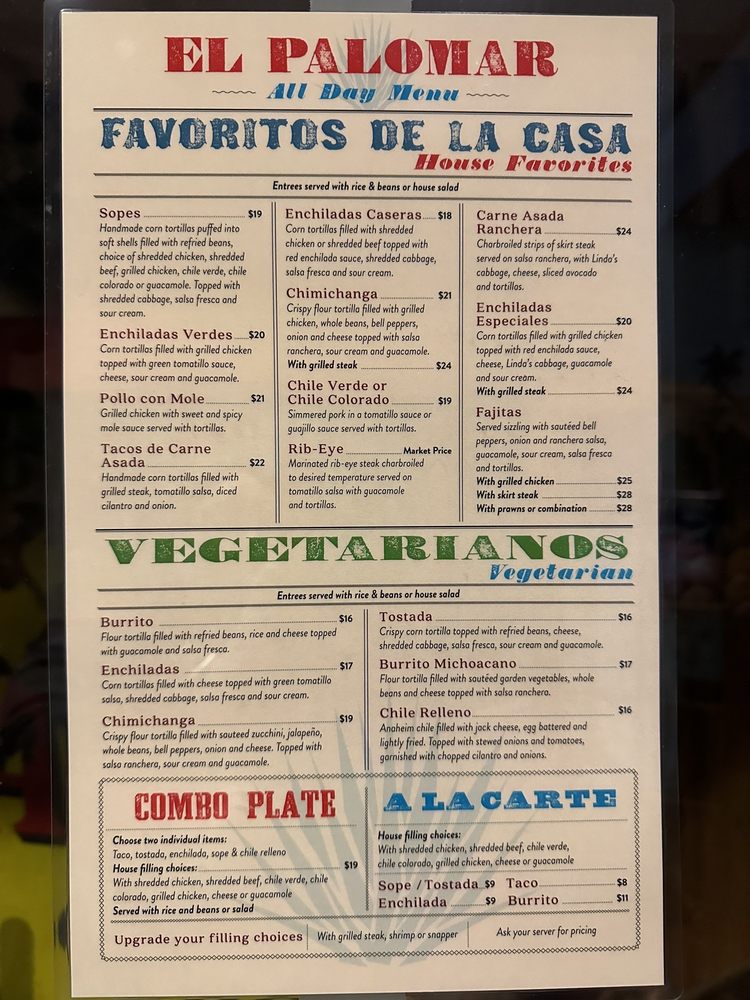 EL PALOMAR
All Day Menu
FAVORITOS DE LA CASA
House Favorites
Entrees served with rice & beans or house salad
Sopes $19
Handmade corn tortillas puffed into
soft shells filled with refried beans,
choice of shredded chicken, shredded
beef, grilled chicken, chile verde, chile
colorado or guacamole. Topped with
shredded cabbage, salsa fresca and
sour cream.
Enchiladas Verdes $20
Corn tortillas filled with grilled chicken
topped with green tomatillo sauce,
cheese, sour cream and guacamole.
Pollo con Mole $21
Grilled chicken with sweet and spicy
mole sauce served with tortillas.
Tacos de Carne
Asada $22
Handmade corn tortillas filled with
grilled steak, tomatillo salsa, diced
cilantro and onion.
Enchiladas Caseras $18
Corn tortillas filled with shredded
chicken or shredded beef topped with
red enchilada sauce, shredded cabbage,
salsa fresca and sour cream.
Chimichanga $21
Crispy flour tortilla filled with grilled
chicken, whole beans, bell peppers,
onion and cheese topped with salsa
ranchera, sour cream and guacamole.
With grilled steak $24
Chile Verde or
Chile Colorado $19
Simmered pork in a tomatillo sauce or
guajillo sauce served with tortillas.
Rib-Eye Market Price
Marinated rib-eye steak charbroiled
to desired temperature served on
tomatillo salsa with guacamole
and tortillas.
Carne Asada
Ranchera $24
Charbroiled strips of skirt steak
served on salsa ranchera, with Linda's
cabbage, cheese, sliced avocado
and tortillas.
Enchiladas
Especiales $20
Corn tortillas filled with grilled chicken
topped with red enchilada sauce,
cheese, Linda's cabbage, guacamole
and sour cream.
With grilled steak $24
Fajitas
Served sizzling with sautéed bell
peppers, onion and ranchera salsa,
guacamole, sour cream, salsa fresca
and tortillas.
With grilled chicken $25
With skirt steak $28
With prawns or combination $28
VEGETARIANOS
Vegetarian
Entrees served with rice & beans or house salad
Burrito $16
Flour tortilla filled with refried beans, rice and cheese topped
with guacamole and salsa fresca.
Enchiladas $17
Corn tortillas filled with cheese topped with green tomatillo
salsa, shredded cabbage, salsa fresca and sour cream.
Chimichanga $19
Crispy flour tortilla filled with sauteed zucchini, jalapeño,
whole beans, bell peppers, onion and cheese. Topped with
salsa ranchera, sour cream and guacamole.
Tostada $16
Crispy corn tortilla topped with refried beans, cheese,
shredded cabbage, salsa fresca, sour cream and guacamole.
Burrito Michoacano $17
Flour tortilla filled with sautéed garden vegetables, whole
beans and cheese topped with salsa ranchera.
Chile Relleno $16
Anaheim chile filled with jack cheese, egg battered and
lightly fried. Topped with stewed onions and tomatoes,
garnished with chopped cilantro and onions.
COMBO PLATE
Choose two individual items:
Taco, tostada, enchilada, sope & chile relleno
House filling choices: $19
With shredded chicken, shredded beef, chile verde, chile
colorado, grilled chicken, cheese or guacamole
Served with rice and beans or salad
A LA CARTE
House filling choices:
With shredded chicken, shredded beef, chile verde,
chile colorado, grilled chicken, cheese or guacamole
Sope / Tostada $9 Taco $8
Enchilada $9 Burrito $11
Upgrade your filling choices With grilled steak, shrimp or snapper Ask your server for pricing